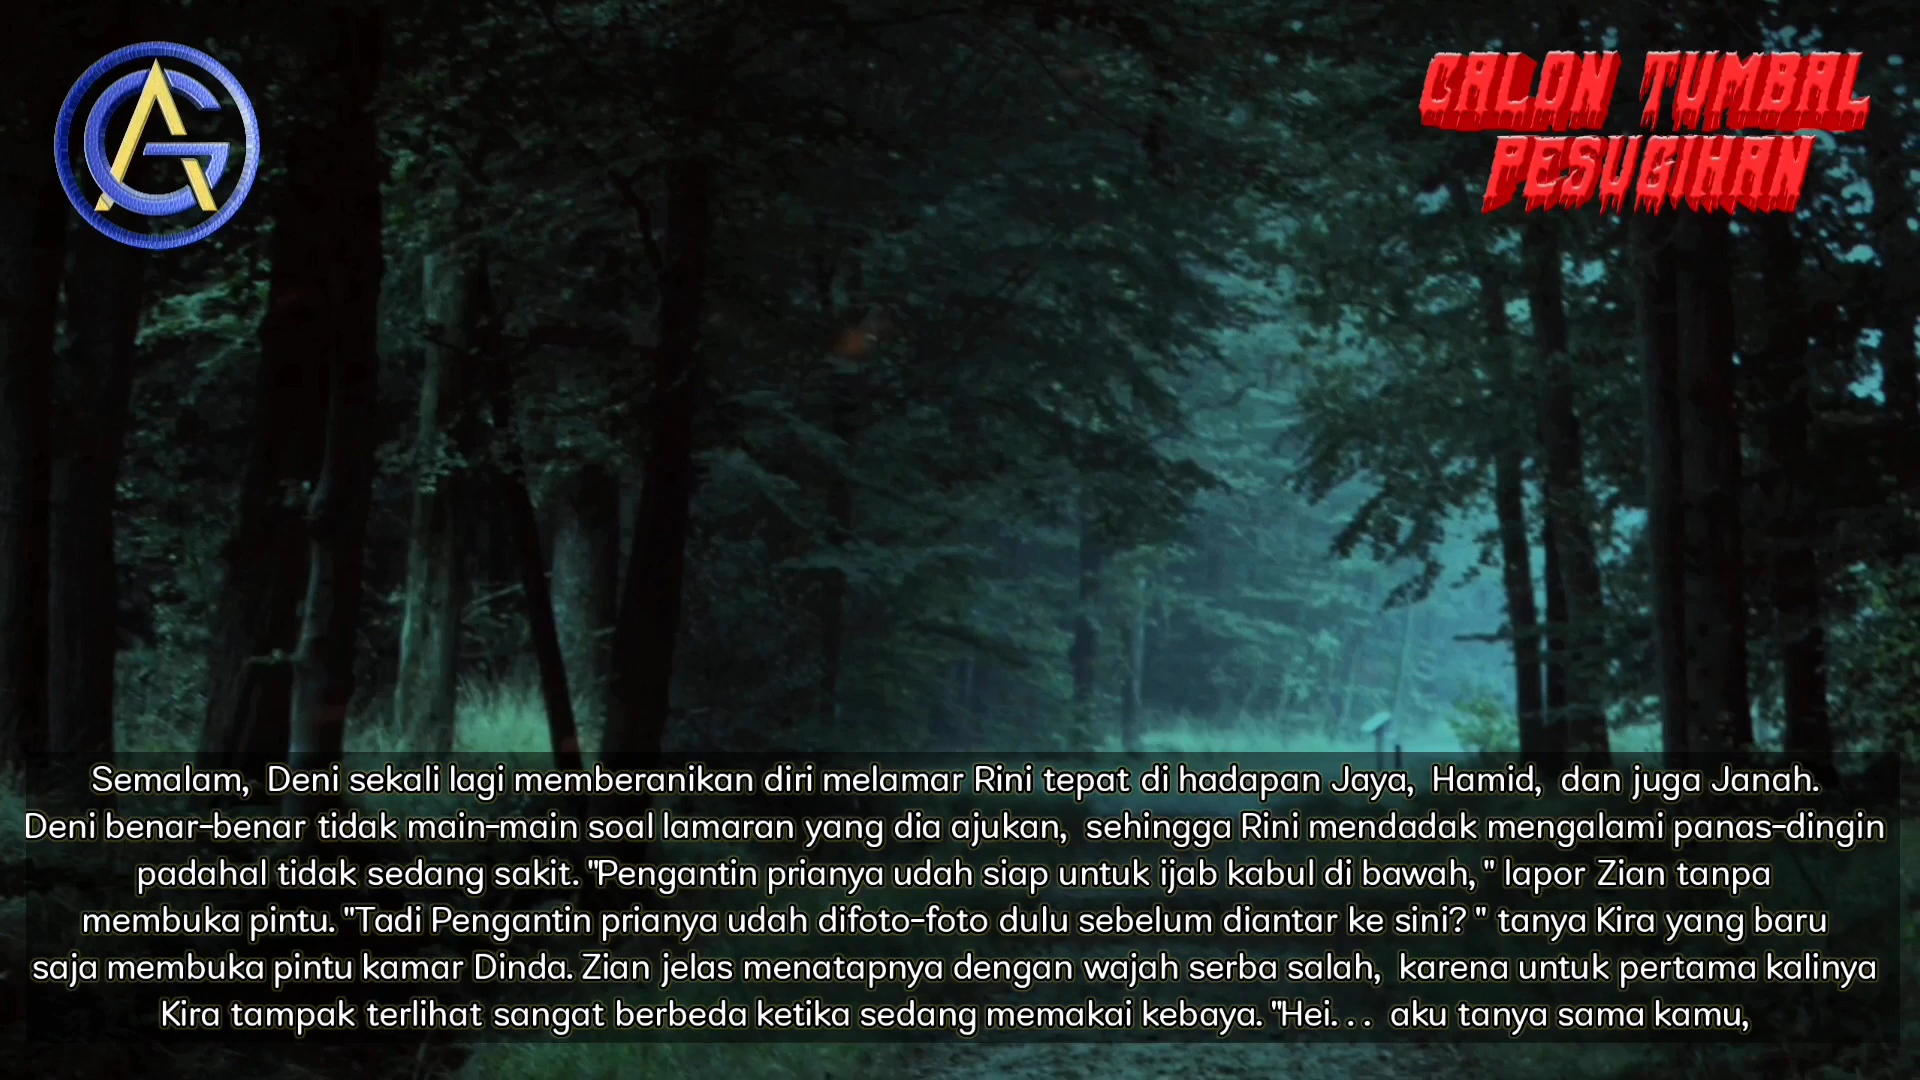 CALON TUMBAL
PESUGIHAN
Semalam, Deni sekali lagi memberanikan diri melamar Rini tepat di hadapan Jaya, Hamid, dan juga Janah.
Deni benar-benar tidak main-main soal lamaran yang dia ajukan, sehingga Rini mendadak mengalami panas-dingin
padahal tidak sedang sakit. "Pengantin prianya udah siap untuk ijab kabul di bawah, " lapor Zian tanpa
membuka pintu. "Tadi Pengantin prianya udah difoto-foto dulu sebelum diantar ke sini? " tanya Kira yang baru
saja membuka pintu kamar Dinda. Zian jelas menatapnya dengan wajah serba salah, karena untuk pertama kalinya
Kira tampak terlihat sangat berbeda ketika sedang memakai kebaya. "Hei. . . aku tanya sama kamu,